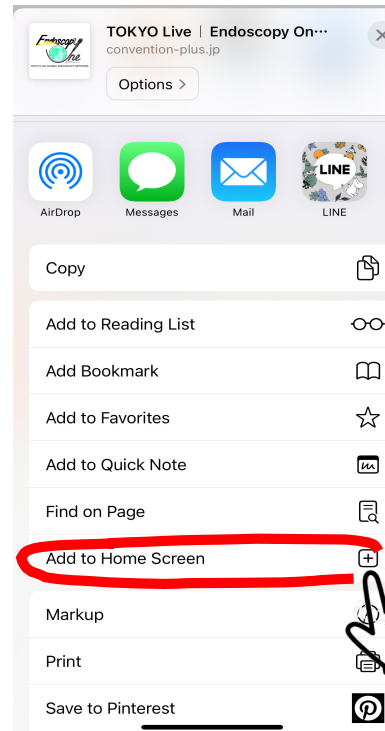 Endoscopy
One
TOKYO Live | Endoscopy On…
convention-plus.jp
Options >
AirDrop
Messages
Mail
LINE
LINE
Copy
Add to Reading List
Add Bookmark
Add to Favorites
Add to Quick Note
Find on Page
Add to Home Screen
Markup
Print
Save to Pinterest